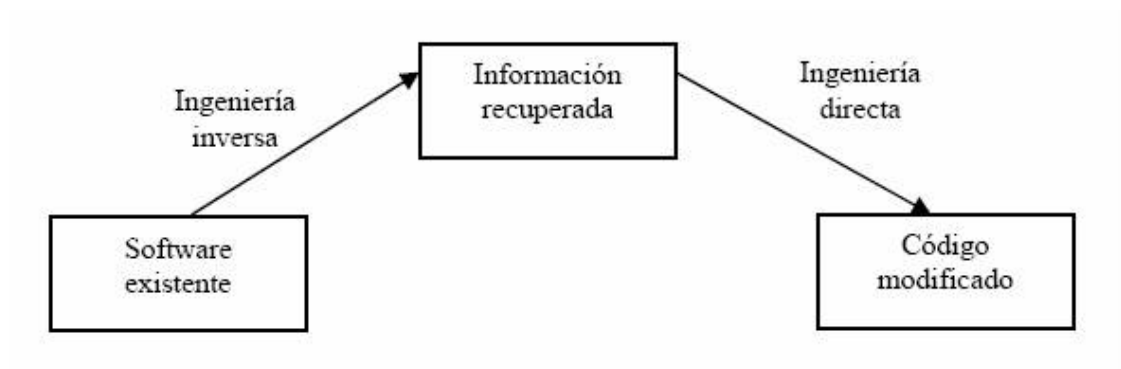 Información
recuperada
Ingeniería
directa
Ingeniería
inversa
Software
existente
Código
modificado